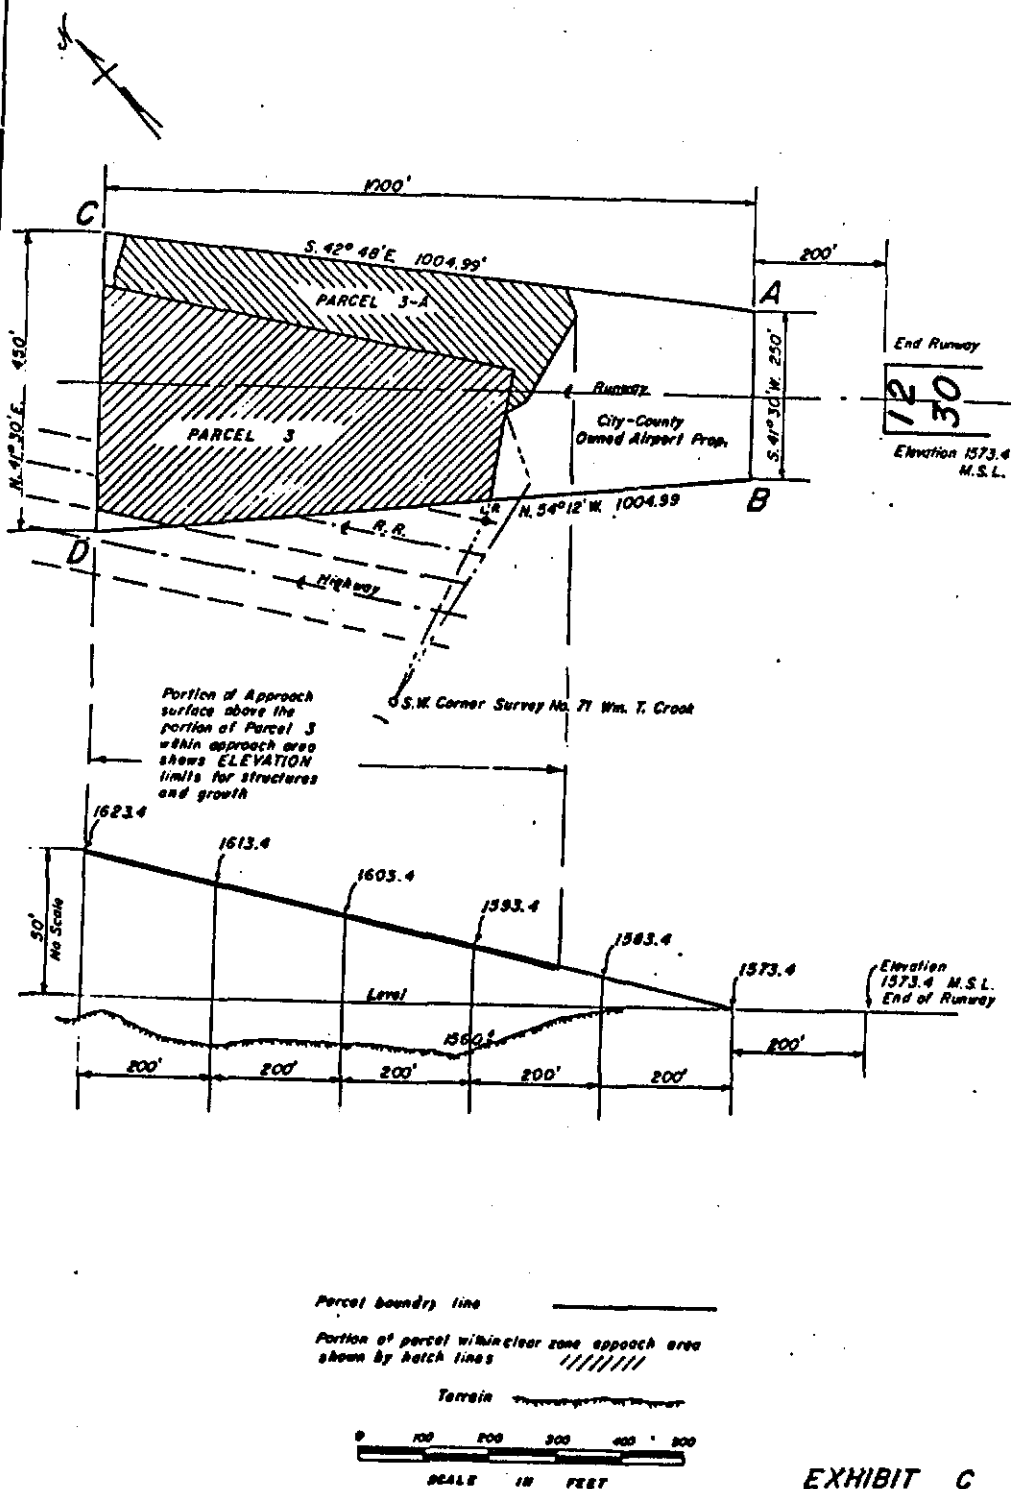 1000'
C
S. 42° 48' E. 1004.99'
200'
PARCEL 3-A
A
N. 41° 30' E. 450'
S. 41° 30' W. 250'
End Runway
Runway
12
30
PARCEL 3
City-County
Owned Airport Prop.
Elevation 1573.4
M.S.L.
B
N. 54° 12' W. 1004.99
R.R.
D
Highway
S.W. Corner Survey No. 71 Wm. T. Crook
Portion of Approach
surface above the
portion of Parcel 3
within approach area
shows ELEVATION
limits for structures
and growth
1623.4
1613.4
1603.4
1593.4
1583.4
1573.4
50'
No Scale
Elevation
1573.4 M.S.L.
End of Runway
Level
1560.±
200'
200'
200'
200'
200'
200'
Parcel boundry line
Portion of parcel within clear zone appoach area
shown by hatch lines
Terrain
0 100 200 300 400 500
SCALE IN FEET
EXHIBIT C